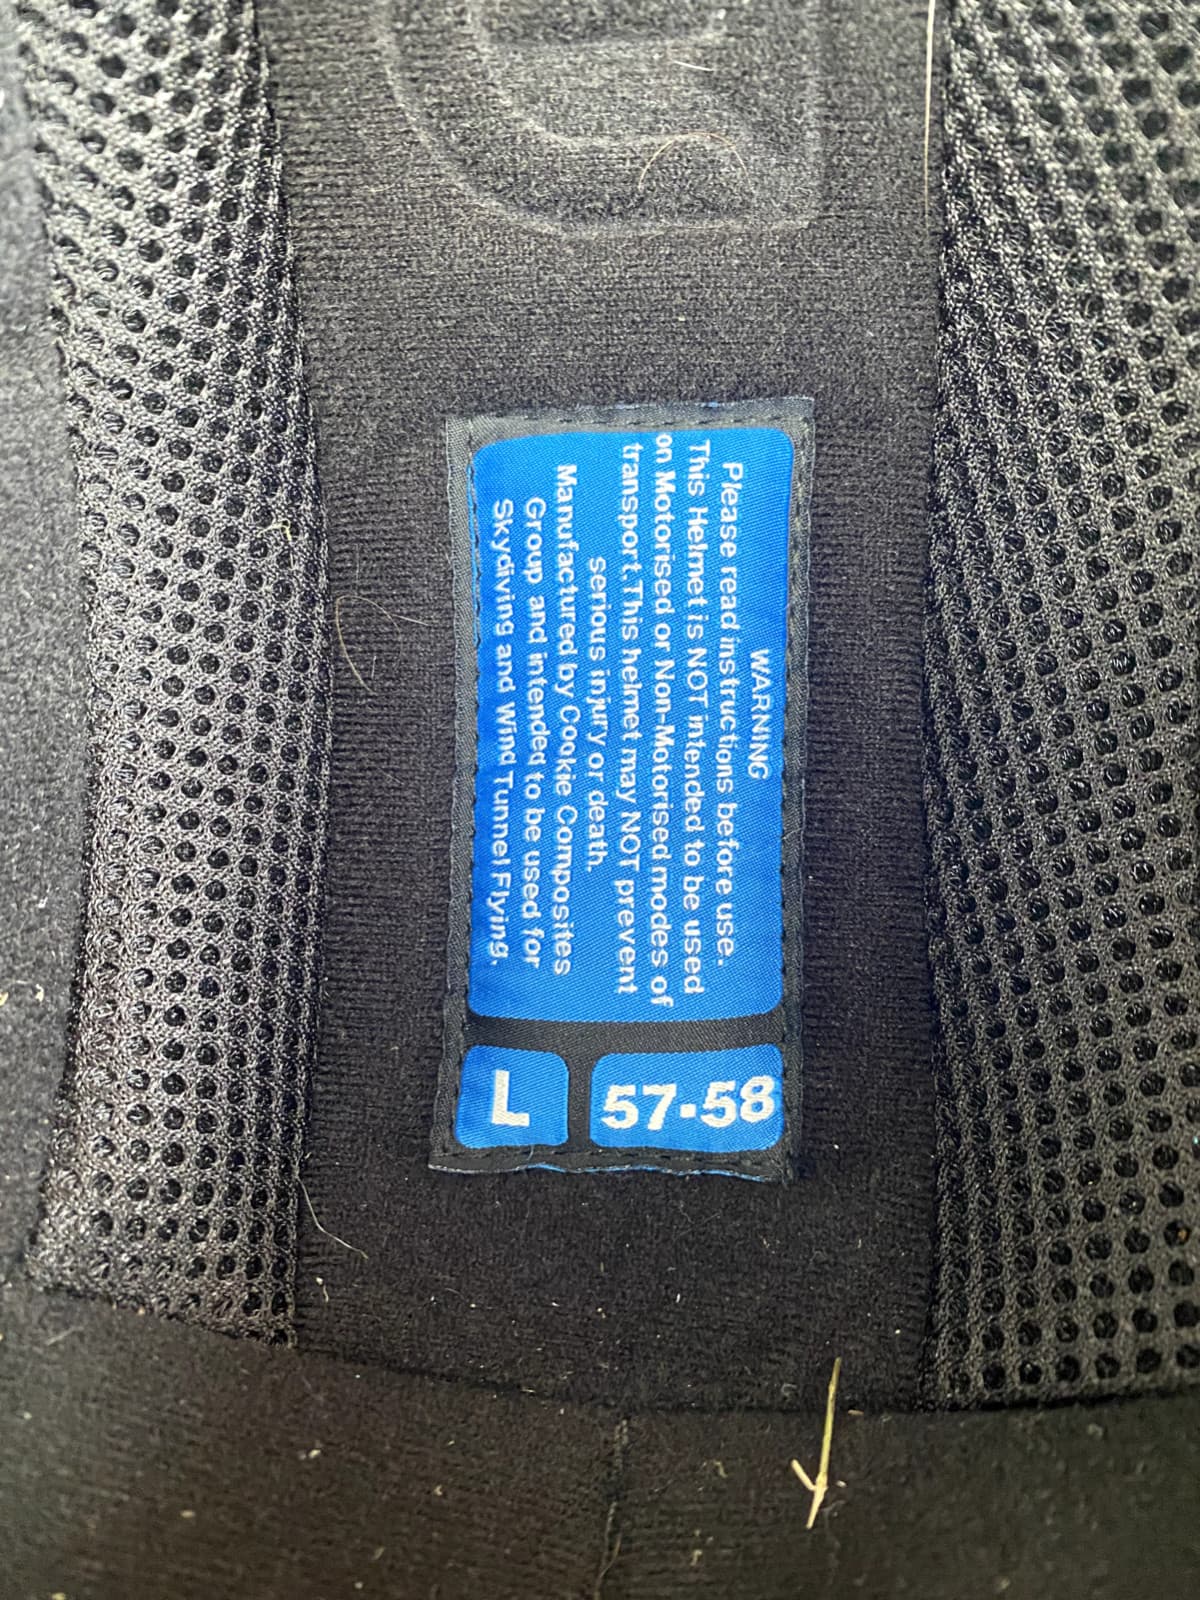 WARNING
Please read instructions before use.
This Helmet is NOT intended to be used
on Motorised or Non-Motorised modes of
transport.This helmet may NOT prevent
serious injury or death.
Manufactured by Cookie Composites
Group and intended to be used for
Skydiving and Wind Tunnel Flying.
L
57-58